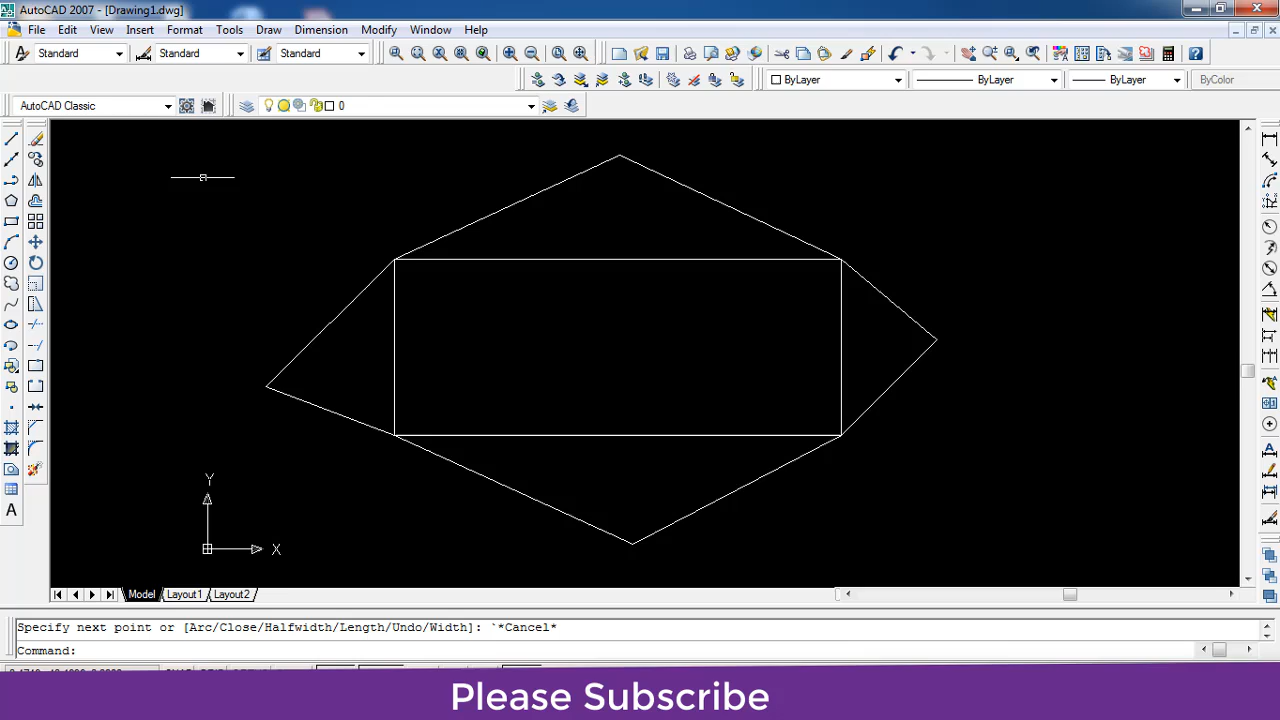 AutoCAD 2007 - [Drawing1.dwg]
File Edit View Insert Format Tools Draw Dimension Modify Window Help
Standard Standard Standard
ByLayer ByLayer ByLayer ByColor
AutoCAD Classic 0
Y
X
Model Layout1 Layout2
Specify next point or [Arc/Close/Halfwidth/Length/Undo/Width]: `*Cancel*
Command:
Please Subscribe